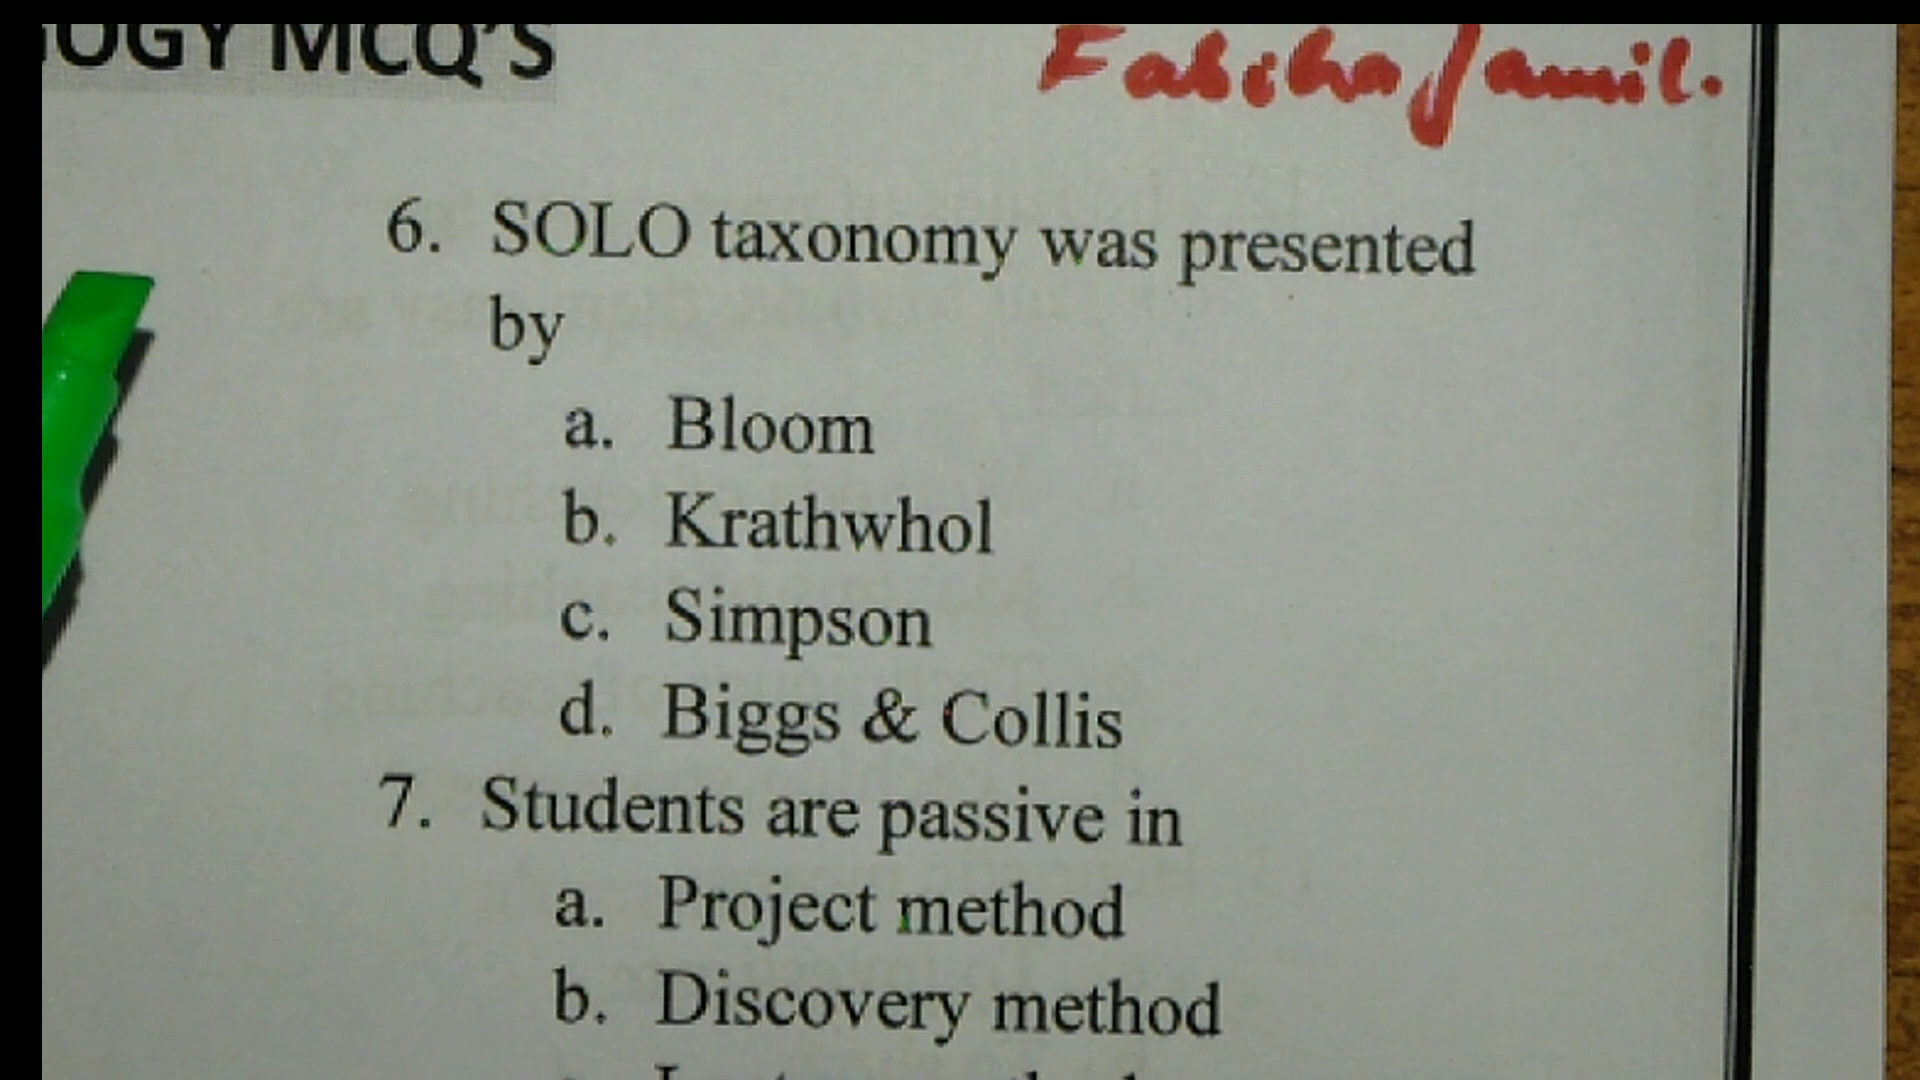 MCQ'S
Fabiha Jamil.
6. SOLO taxonomy was presented
by
a. Bloom
b. Krathwhol
c. Simpson
d. Biggs & Collis
7. Students are passive in
a. Project method
b. Discovery method